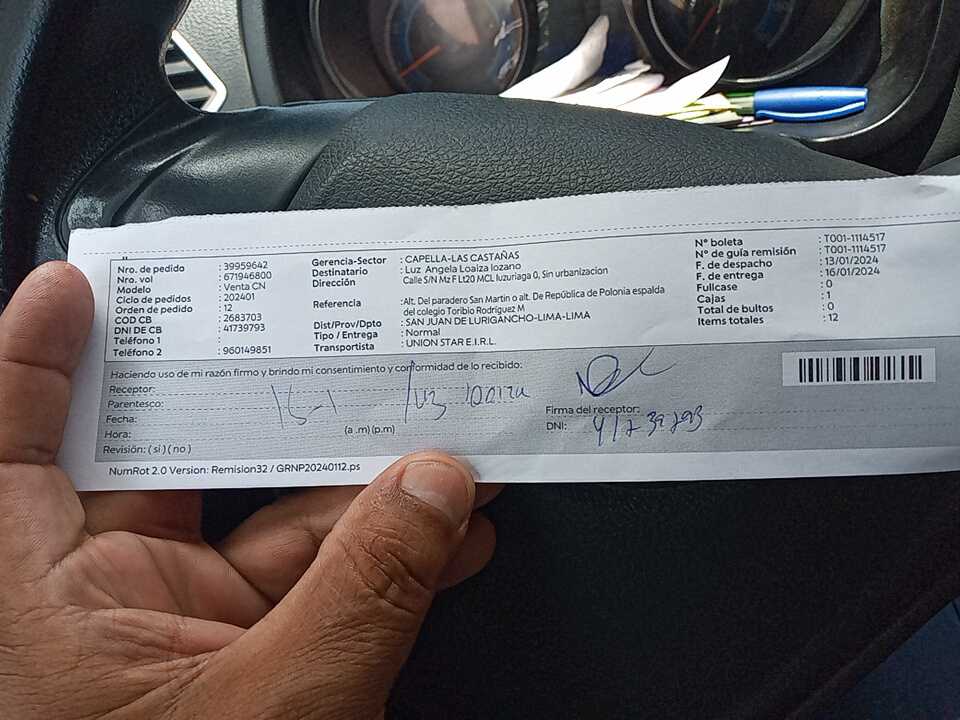 Nro. de pedido : 39959642
Nro. vol : 671946800
Modelo : Venta CN
Ciclo de pedidos : 202401
Orden de pedido : 12
COD CB : 2683703
DNI DE CB : 41739793
Teléfono 1 :
Teléfono 2 : 960149851
Gerencia-Sector : CAPELLA-LAS CASTAÑAS
Destinatario : Luz Angela Loaiza lozano
Dirección Calle S/N Mz F Lt20 MCL luzuriaga 0, Sin urbanizacion
Referencia : Alt. Del paradero San Martin o alt. De República de Polonia espalda
del colegio Toribio Rodriguez M
Dist/Prov/Dpto : SAN JUAN DE LURIGANCHO-LIMA-LIMA
Tipo / Entrega : Normal
Transportista : UNION STAR E.I.R.L.
N° boleta : T001-1114517
N° de guía remisión : T001-1114517
F. de despacho : 13/01/2024
F. de entrega : 16/01/2024
Fullcase : 0
Cajas : 1
Total de bultos : 0
Items totales : 12
Haciendo uso de mi razón firmo y brindo mi consentimiento y conformidad de lo recibido:
Receptor:
Parentesco:
Fecha:
Hora: (a .m) (p.m)
Revisión: ( si ) ( no )
Luz loaiza
Firma del receptor:
DNI: 41739793
NumRot 2.0 Version: Remision32 / GRNP20240112.ps